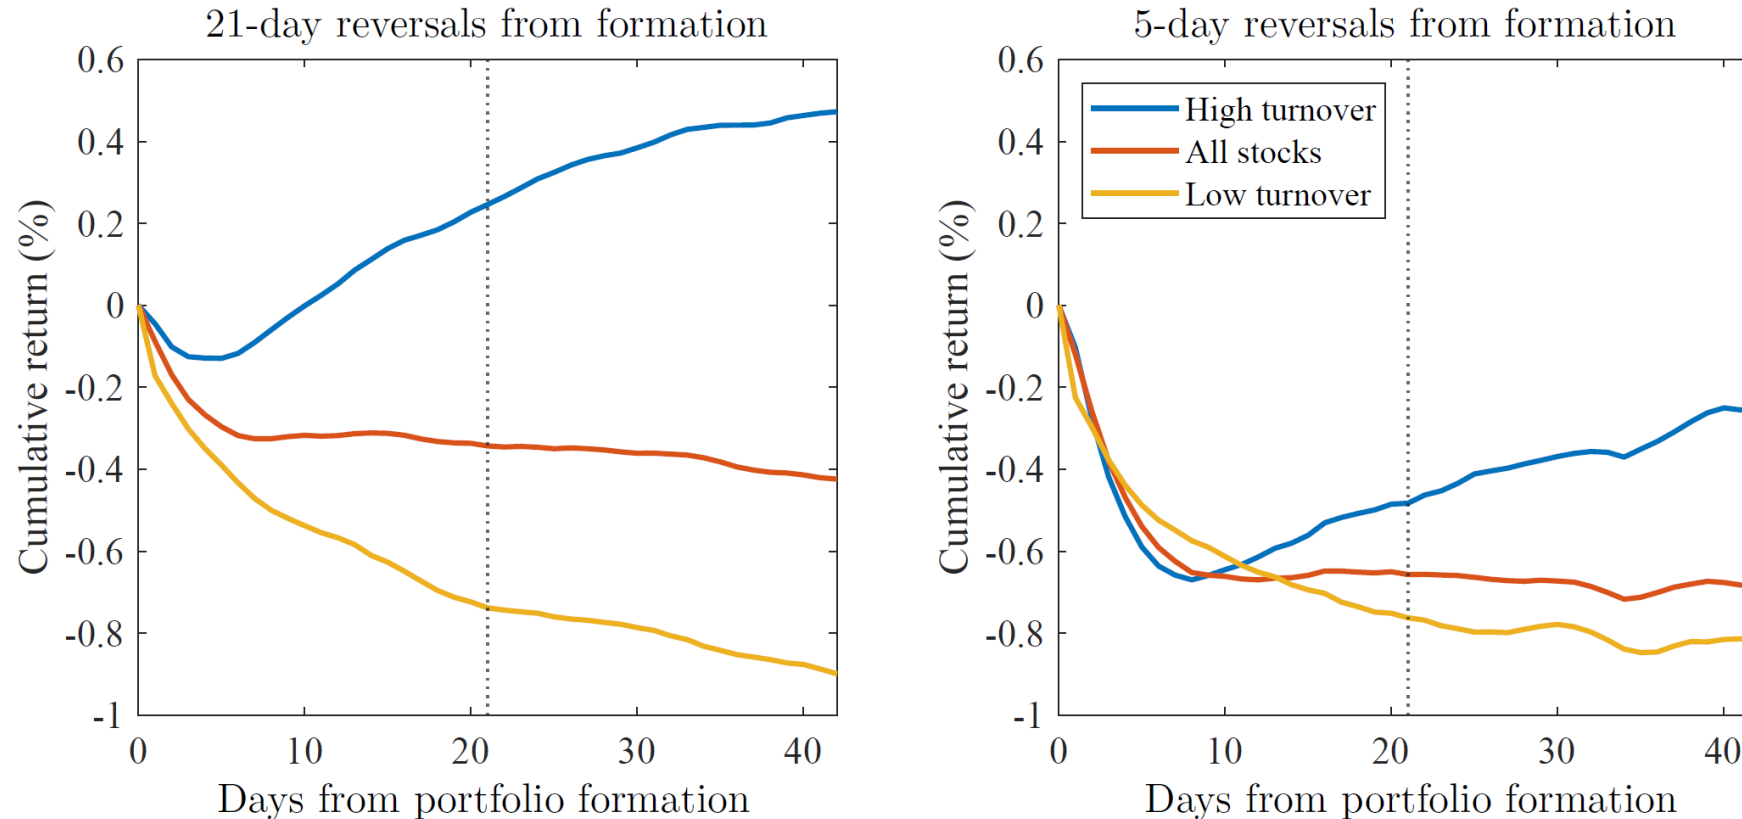 21-day reversals from formation
Cumulative return (%)
0.6
0.4
0.2
0
-0.2
-0.4
-0.6
-0.8
-1
0 10 20 30 40
Days from portfolio formation
5-day reversals from formation
Cumulative return (%)
0.6
0.4
0.2
0
-0.2
-0.4
-0.6
-0.8
-1
High turnover
All stocks
Low turnover
0 10 20 30 40
Days from portfolio formation